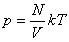 p = N/V kT